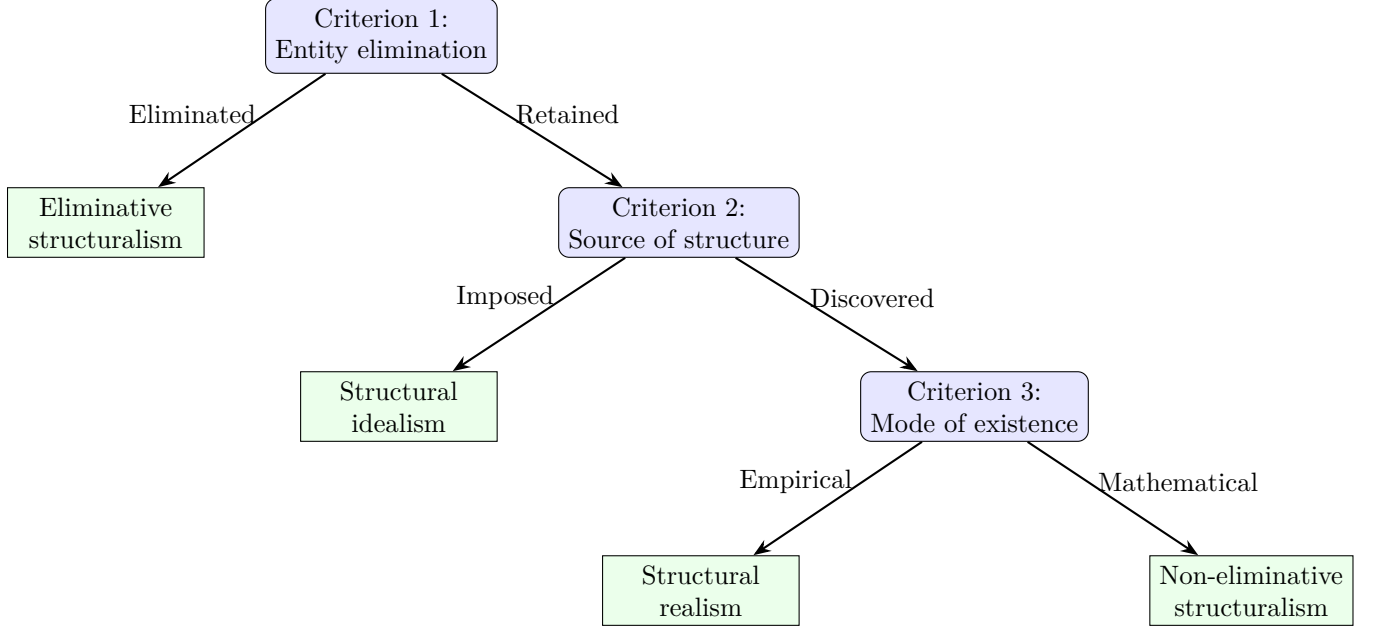 Criterion 1:
Entity elimination
Eliminated
Retained
Eliminative
structuralism
Criterion 2:
Source of structure
Imposed
Discovered
Structural
idealism
Criterion 3:
Mode of existence
Empirical
Mathematical
Structural
realism
Non-eliminative
structuralism